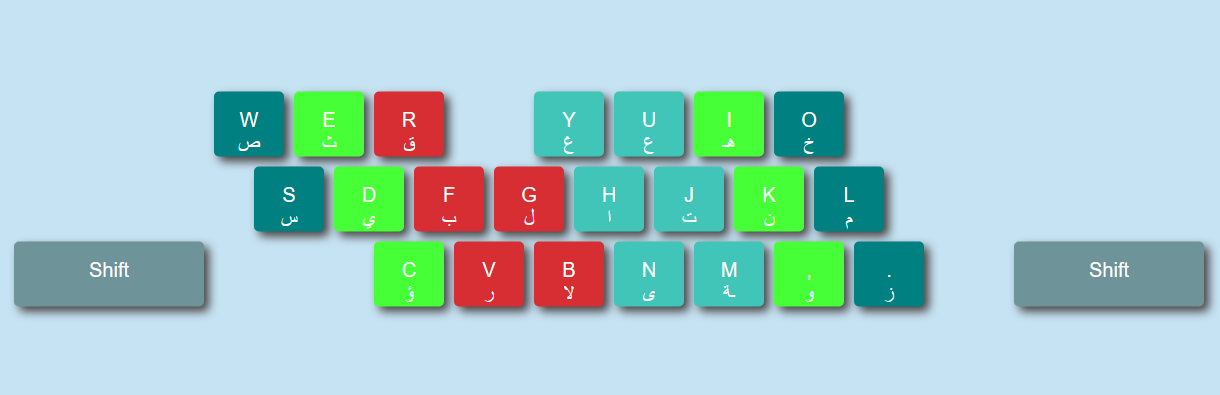 W E R Y U I O
ص ث ق غ ع هـ خ
S D F G H J K L
س ي ب ل ا ت ن م
Shift C V B N M , . Shift
ؤ ر لا ى ـة و ز